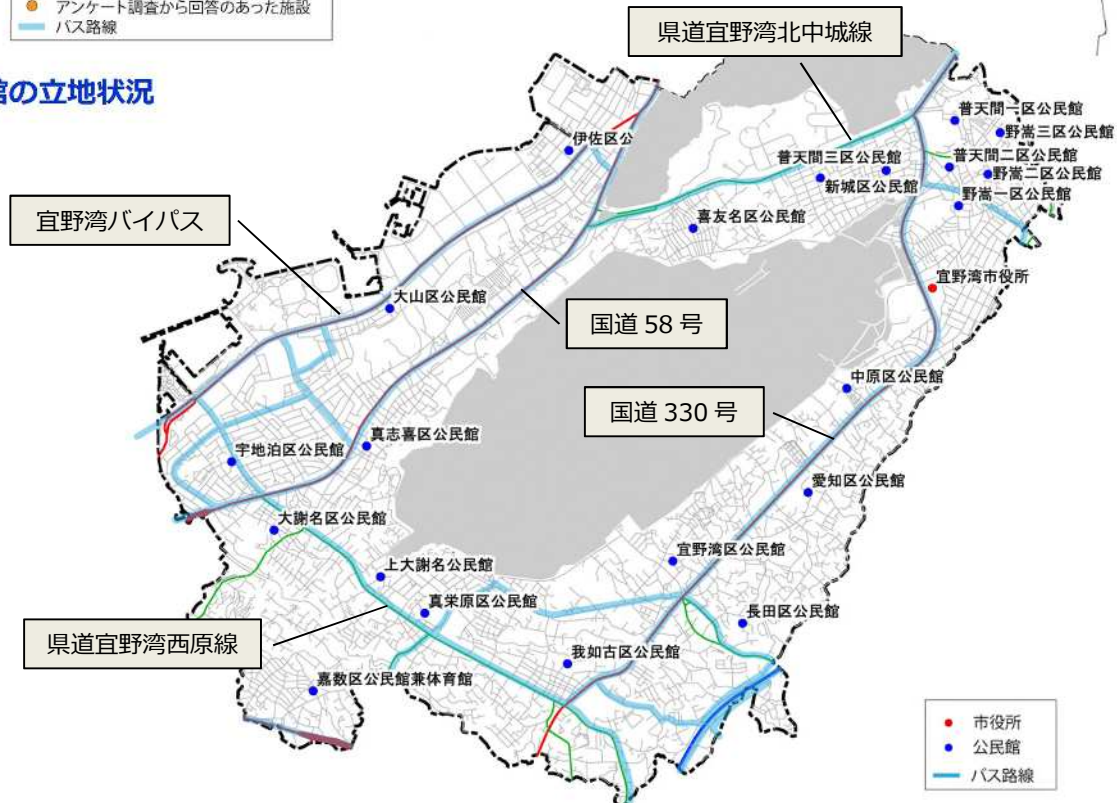 アンケート調査から回答のあった施設
バス路線
館の立地状況
県道宜野湾北中城線
普天間一区公民館
野嵩三区公民館
伊佐区公
普天間三区公民館
普天間二区公民館
新城区公民館
野嵩二区公民館
野嵩一区公民館
宜野湾バイパス
喜友名区公民館
宜野湾市役所
大山区公民館
国道 58 号
中原区公民館
国道 330 号
真志喜区公民館
宇地泊区公民館
愛知区公民館
大謝名区公民館
宜野湾区公民館
上大謝名公民館
真栄原区公民館
長田区公民館
県道宜野湾西原線
我如古区公民館
嘉数区公民館兼体育館
市役所
公民館
バス路線